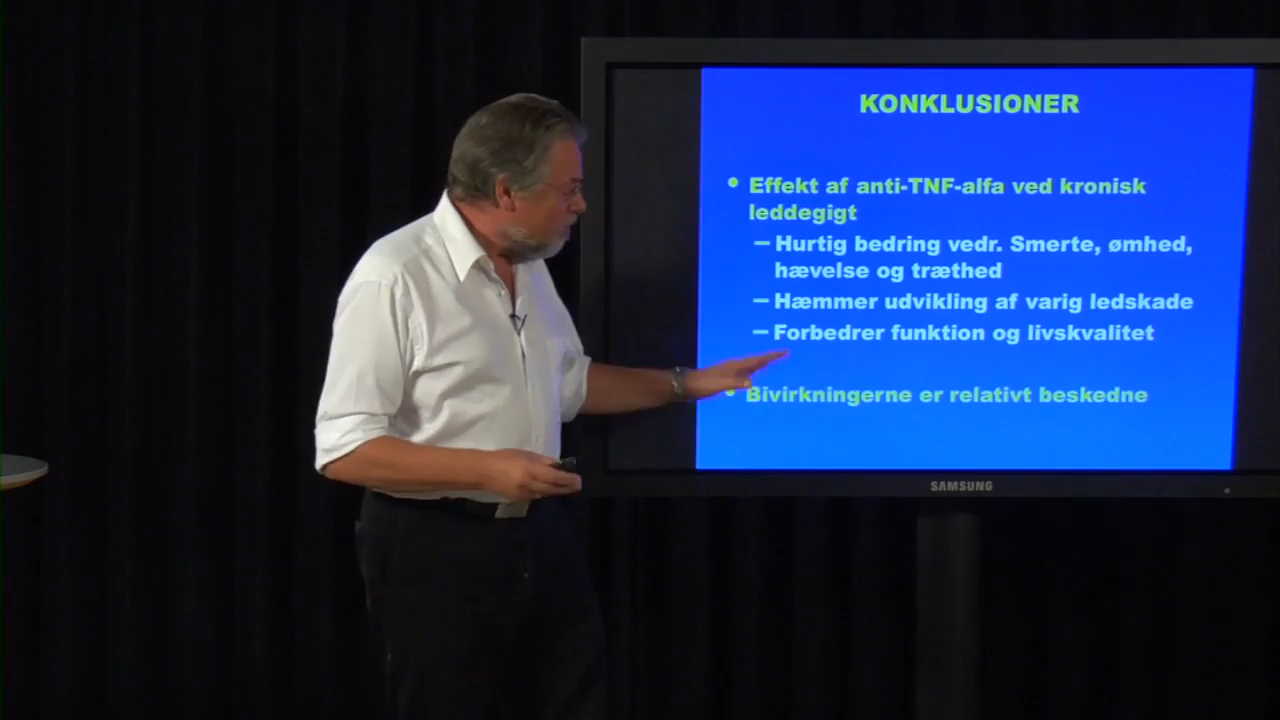 KONKLUSIONER
• Effekt af anti-TNF-alfa ved kronisk
leddegigt
– Hurtig bedring vedr. Smerte, ømhed,
hævelse og træthed
– Hæmmer udvikling af varig ledskade
– Forbedrer funktion og livskvalitet
• Bivirkningerne er relativt beskedne
SAMSUNG